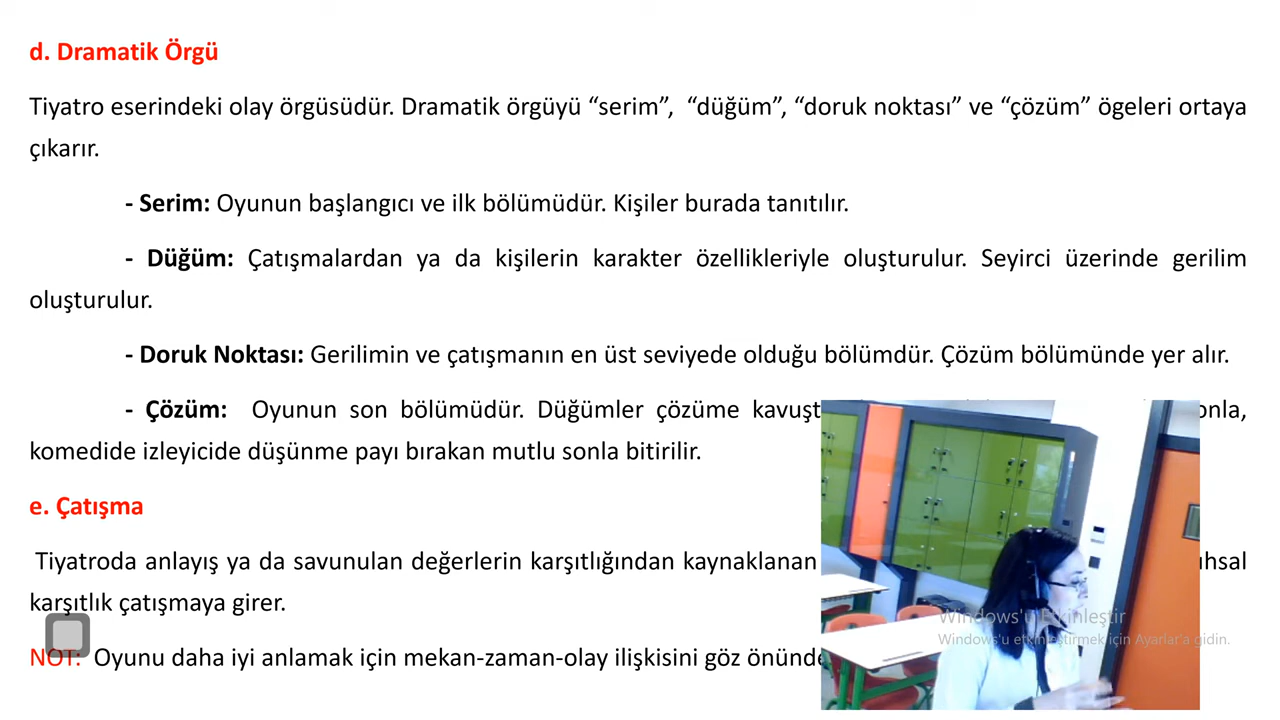 d. Dramatik Örgü
Tiyatro eserindeki olay örgüsüdür. Dramatik örgüyü “serim”, “düğüm”, “doruk noktası” ve “çözüm” ögeleri ortaya
çıkarır.
- Serim: Oyunun başlangıcı ve ilk bölümüdür. Kişiler burada tanıtılır.
- Düğüm: Çatışmalardan ya da kişilerin karakter özellikleriyle oluşturulur. Seyirci üzerinde gerilim
oluşturulur.
- Doruk Noktası: Gerilimin ve çatışmanın en üst seviyede olduğu bölümdür. Çözüm bölümünde yer alır.
- Çözüm: Oyunun son bölümüdür. Düğümler çözüme
komedide izleyicide düşünme payı bırakan mutlu sonla bitirilir.
e. Çatışma
Tiyatroda anlayış ya da savunulan değerlerin karşıtlığından kaynaklanan
karşıtlık çatışmaya girer.
NOT: Oyunu daha iyi anlamak için mekan-zaman-olay ilişkisini göz
Windows'u Etkinleştir
Windows'u etkinleştirmek için Ayarlar'a gidin.